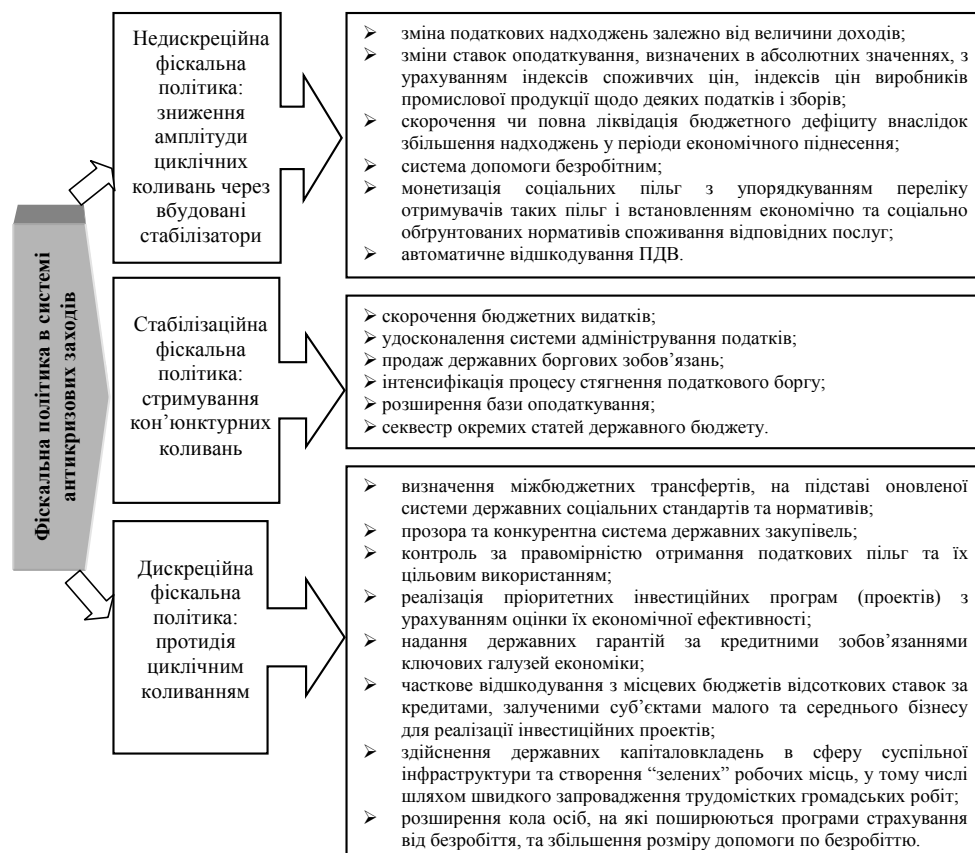 Фіскальна політика в системі
антикризових заходів
Недискреційна
фіскальна
політика:
зниження
амплітуди
циклічних
коливань через
вбудовані
стабілізатори
➢ зміна податкових надходжень залежно від величини доходів;
➢ зміни ставок оподаткування, визначених в абсолютних значеннях, з
урахуванням індексів споживчих цін, індексів цін виробників
промислової продукції щодо деяких податків і зборів;
➢ скорочення чи повна ліквідація бюджетного дефіциту внаслідок
збільшення надходжень у періоди економічного піднесення;
➢ система допомоги безробітним;
➢ монетизація соціальних пільг з упорядкуванням переліку
отримувачів таких пільг і встановленням економічно та соціально
обґрунтованих нормативів споживання відповідних послуг;
➢ автоматичне відшкодування ПДВ.
Стабілізаційна
фіскальна
політика:
стримування
кон’юнктурних
коливань
➢ скорочення бюджетних видатків;
➢ удосконалення системи адміністрування податків;
➢ продаж державних боргових зобов’язань;
➢ інтенсифікація процесу стягнення податкового боргу;
➢ розширення бази оподаткування;
➢ секвестр окремих статей державного бюджету.
Дискреційна
фіскальна
політика:
протидія
циклічним
коливанням
➢ визначення міжбюджетних трансфертів, на підставі оновленої
системи державних соціальних стандартів та нормативів;
➢ прозора та конкурентна система державних закупівель;
➢ контроль за правомірністю отримання податкових пільг та їх
цільовим використанням;
➢ реалізація пріоритетних інвестиційних програм (проектів) з
урахуванням оцінки їх економічної ефективності;
➢ надання державних гарантій за кредитними зобов’язаннями
ключових галузей економіки;
➢ часткове відшкодування з місцевих бюджетів відсоткових ставок за
кредитами, залученими суб’єктами малого та середнього бізнесу
для реалізації інвестиційних проектів;
➢ здійснення державних капіталовкладень в сферу суспільної
інфраструктури та створення “зелених” робочих місць, у тому числі
шляхом швидкого запровадження трудомістких громадських робіт;
➢ розширення кола осіб, на які поширюються програми страхування
від безробіття, та збільшення розміру допомоги по безробіттю.